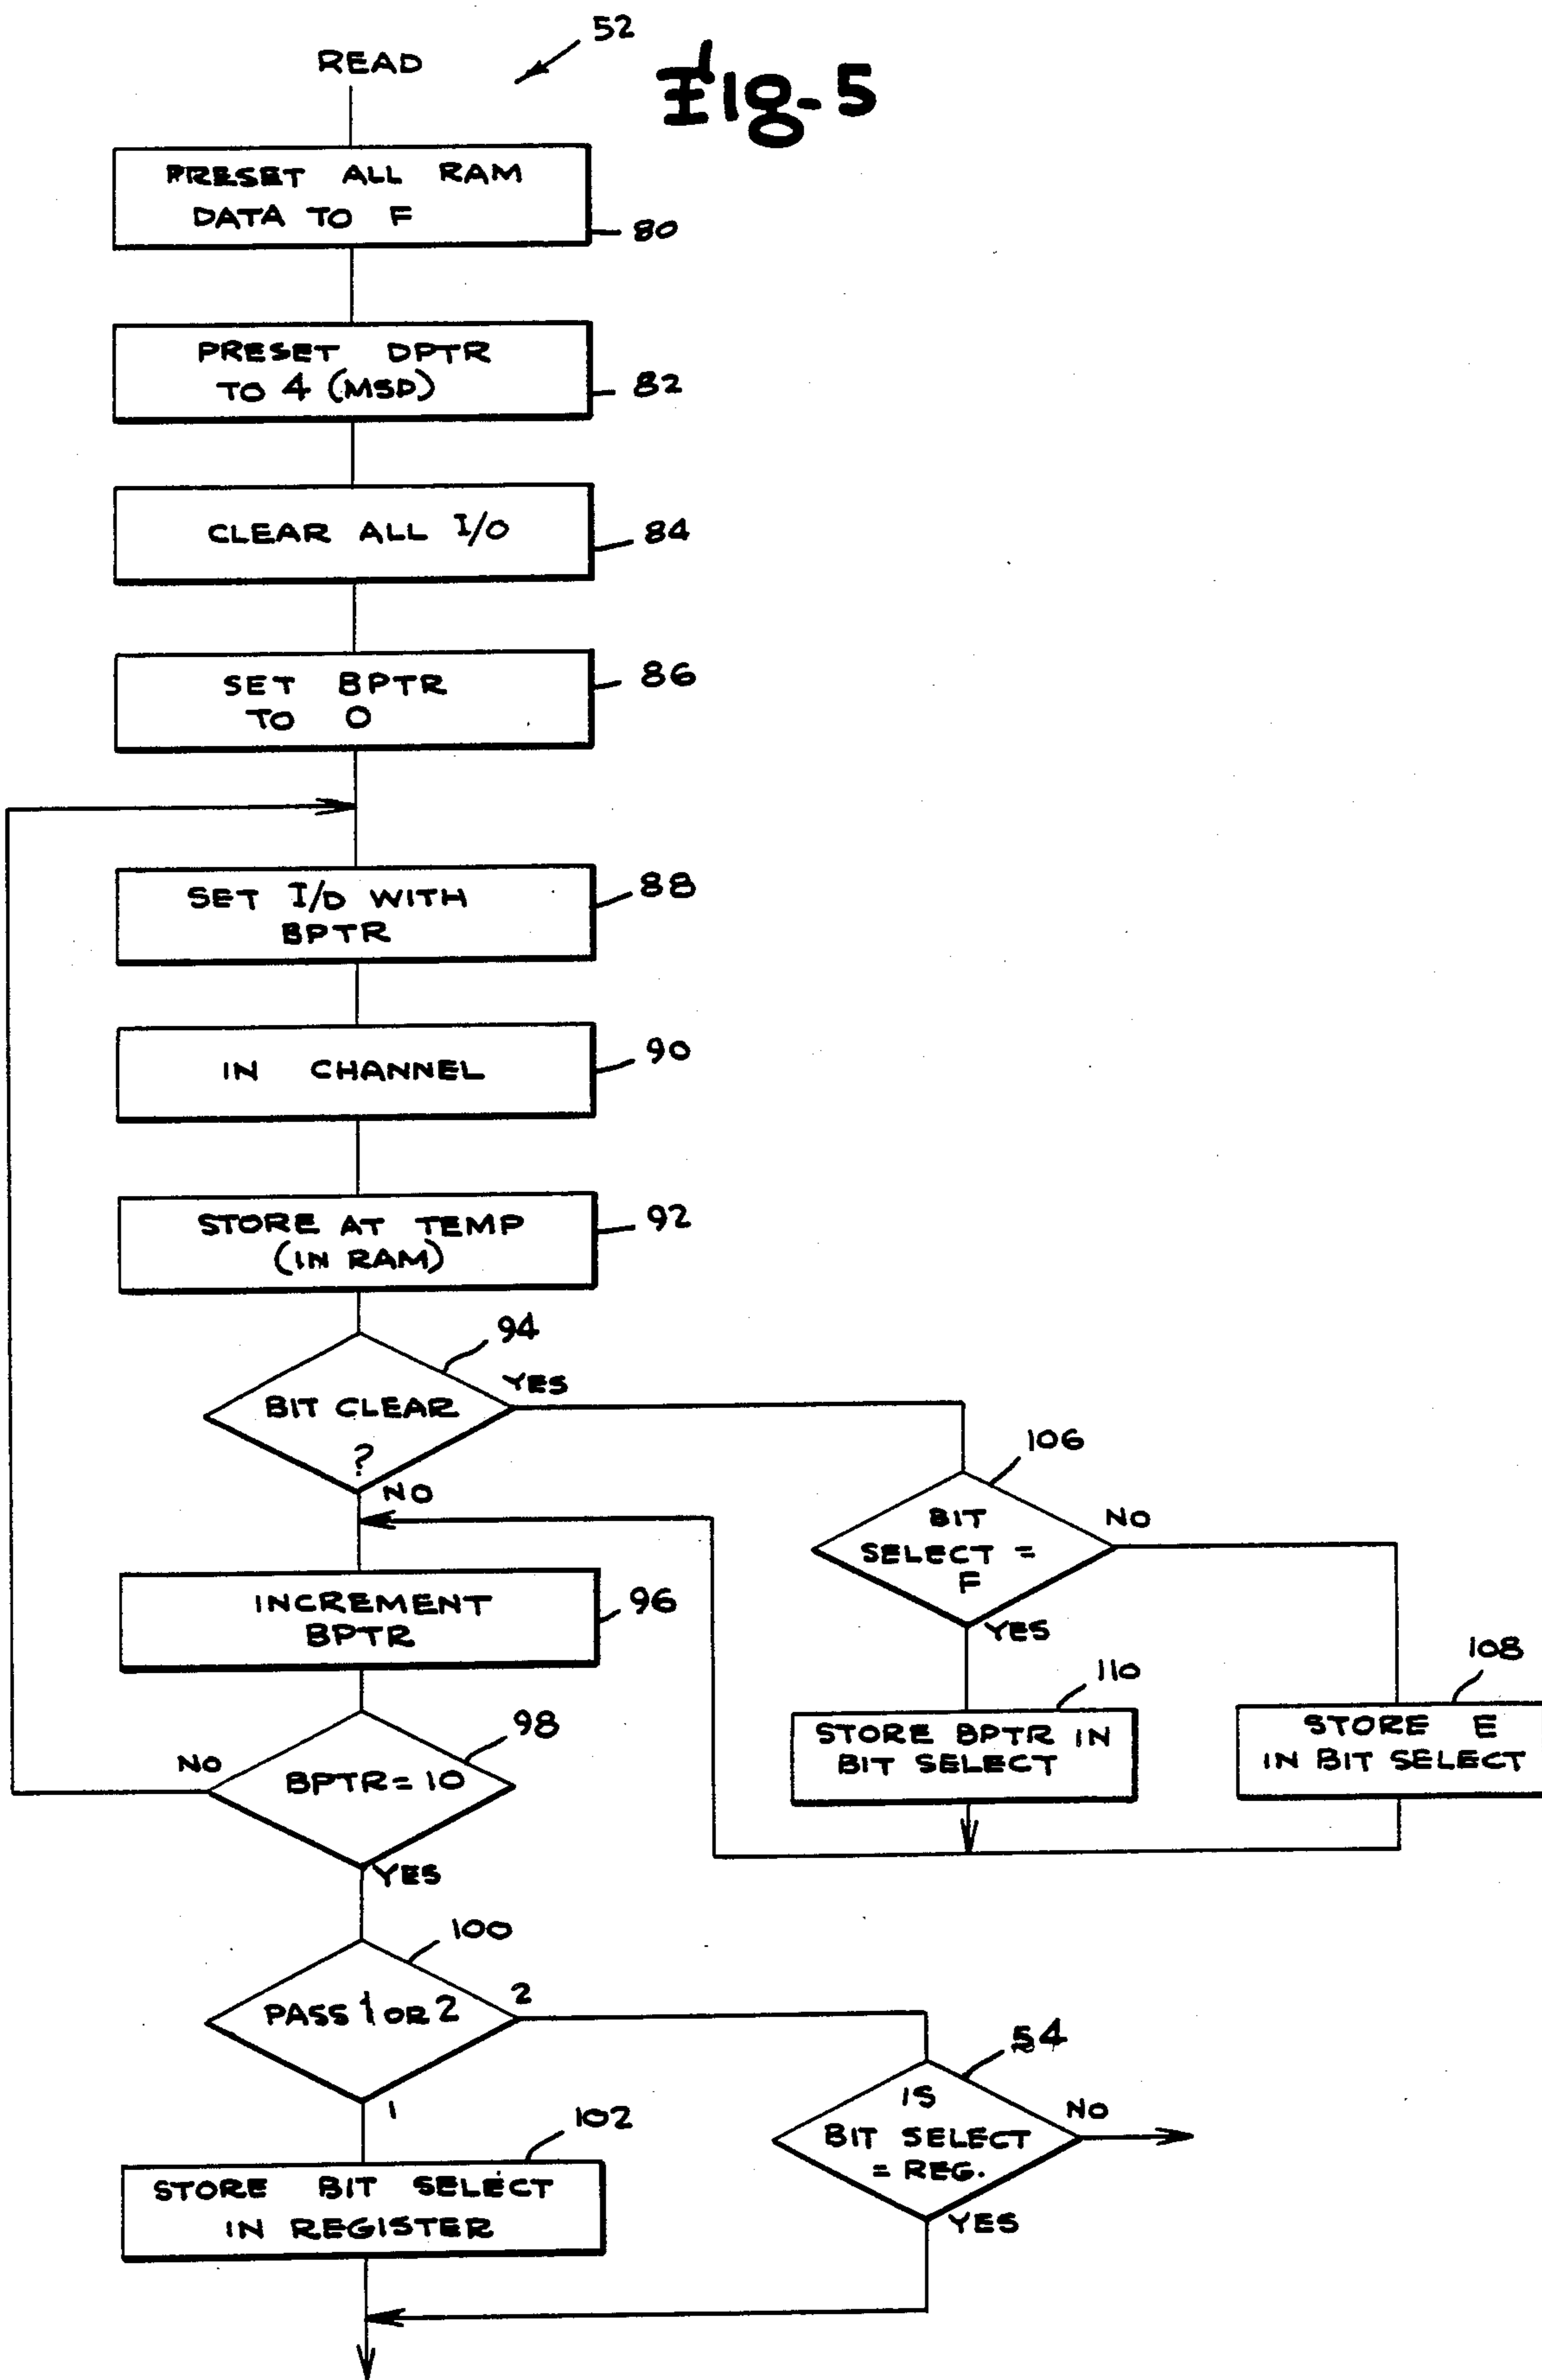 52
READ
Fig-5
PRESET ALL RAM
DATA TO F
80
PRESET DPTR
TO 4 (MSD)
82
CLEAR ALL I/O
84
SET BPTR
TO 0
86
SET I/D WITH
BPTR
88
IN CHANNEL
90
STORE AT TEMP
(IN RAM)
92
94
BIT CLEAR
?
YES
NO
106
BIT
SELECT =
F
NO
YES
INCREMENT
BPTR
96
110
STORE BPTR IN
BIT SELECT
108
STORE E
IN BIT SELECT
98
BPTR = 10
NO
YES
100
PASS 1 OR 2
2
1
54
IS
BIT SELECT
= REG.
NO
YES
102
STORE BIT SELECT
IN REGISTER